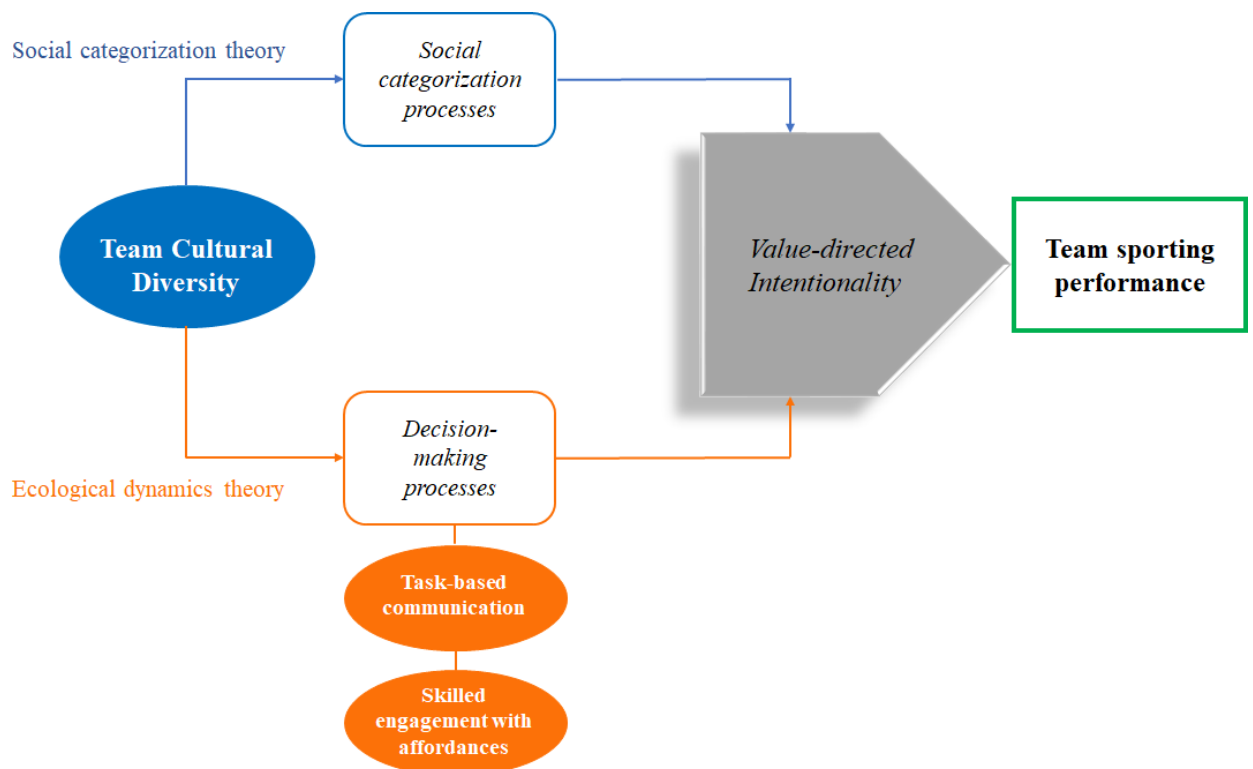 Social categorization theory
Social
categorization
processes
Team Cultural
Diversity
Value-directed
Intentionality
Team sporting
performance
Ecological dynamics theory
Decision-
making
processes
Task-based
communication
Skilled
engagement with
affordances